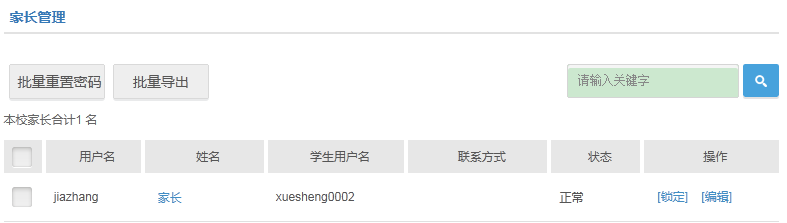 家长管理
批量重置密码 批量导出 请输入关键字
本校家长合计1 名
用户名 姓名 学生用户名 联系方式 状态 操作
jiazhang 家长 xuesheng0002 正常 [锁定] [编辑]